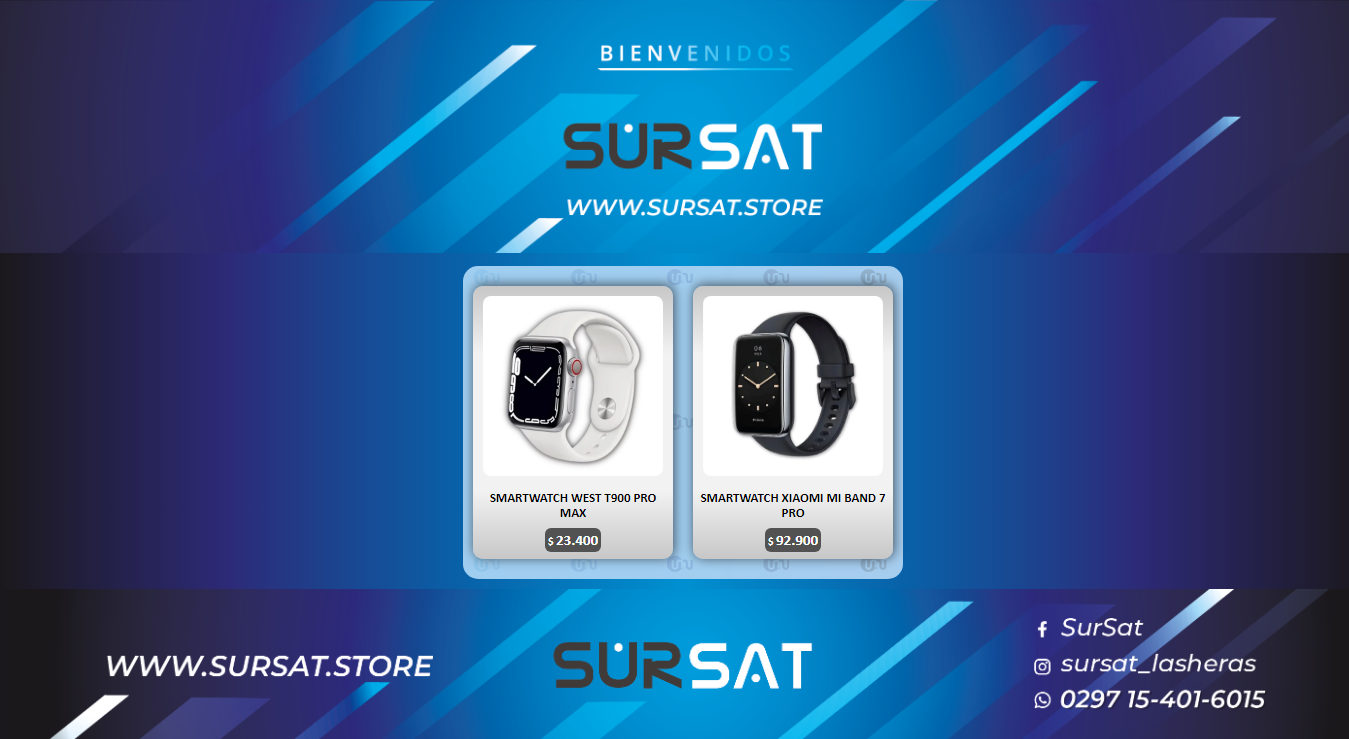 BIENVENIDOS
SURSAT
WWW.SURSAT.STORE
SMARTWATCH WEST T900 PRO
MAX
$ 23.400
SMARTWATCH XIAOMI MI BAND 7
PRO
$ 92.900
WWW.SURSAT.STORE
SURSAT
SurSat
sursat_lasheras
0297 15-401-6015